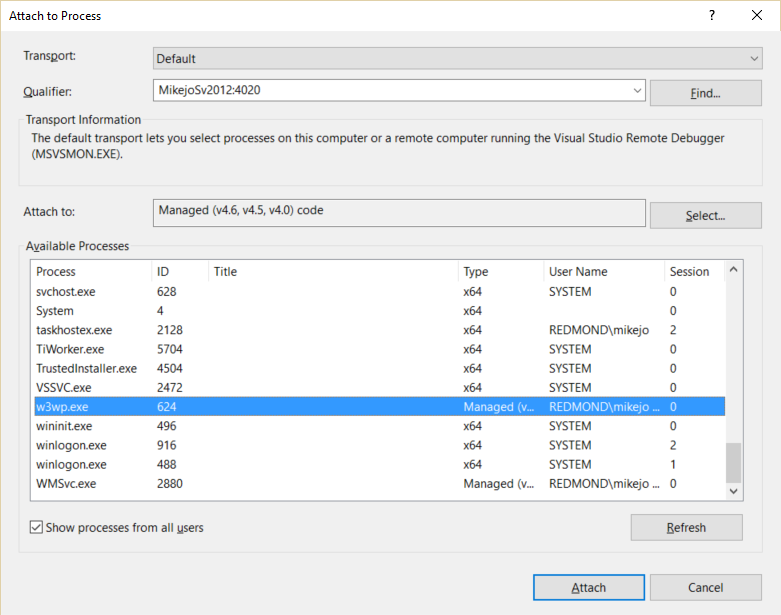 Attach to Process
Transport: Default
Qualifier: MikejoSv2012:4020 Find...
Transport Information
The default transport lets you select processes on this computer or a remote computer running the Visual Studio Remote Debugger
(MSVSMON.EXE).
Attach to: Managed (v4.6, v4.5, v4.0) code Select...
Available Processes
Process ID Title Type User Name Session
svchost.exe 628 x64 SYSTEM 0
System 4 x64 0
taskhostex.exe 2128 x64 REDMOND\mikejo 2
TiWorker.exe 5704 x64 SYSTEM 0
TrustedInstaller.exe 4504 x64 SYSTEM 0
VSSVC.exe 2472 x64 SYSTEM 0
w3wp.exe 624 Managed (v... REDMOND\mikejo ... 0
wininit.exe 496 x64 SYSTEM 0
winlogon.exe 916 x64 SYSTEM 2
winlogon.exe 488 x64 SYSTEM 1
WMSvc.exe 2880 Managed (v... REDMOND\mikejo ... 0
Show processes from all users Refresh
Attach Cancel